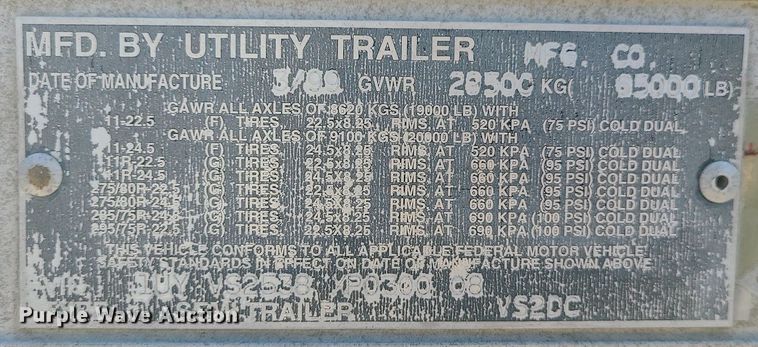 MFD. BY UTILITY TRAILER MFG. CO.
DATE OF MANUFACTURE 3/99 GVWR KG( LB)
GAWR ALL AXLES OF 8620 KGS (19000 LB) WITH
11-22.5 (F) TIRES, 22.5x8.25 RIMS, AT 520 KPA (75 PSI) COLD DUAL
GAWR ALL AXLES OF 9100 KGS (20000 LB) WITH
11-24.5 (F) TIRES, 24.5x8.25 RIMS, AT 520 KPA (75 PSI) COLD DUAL
11R-22.5 (G) TIRES, 22.5x8.25 RIMS, AT 660 KPA (95 PSI) COLD DUAL
11R-24.5 (G) TIRES, 24.5x8.25 RIMS, AT 660 KPA (95 PSI) COLD DUAL
275/80R-22.5 (G) TIRES, 22.5x8.25 RIMS, AT 660 KPA (95 PSI) COLD DUAL
275/80R-24.5 (G) TIRES, 24.5x8.25 RIMS, AT 660 KPA (95 PSI) COLD DUAL
285/75R-24.5 (G) TIRES, 24.5x8.25 RIMS, AT 690 KPA (100 PSI) COLD DUAL
295/75R-22.5 (G) TIRES, 22.5x8.25 RIMS, AT 690 KPA (100 PSI) COLD DUAL
THIS VEHICLE CONFORMS TO ALL APPLICABLE FEDERAL MOTOR VEHICLE
SAFETY STANDARDS IN EFFECT ON DATE OF MANUFACTURE SHOWN ABOVE
1UY VS2538 XP0300 08
TRAILER VS2DC
Purple Wave Auction